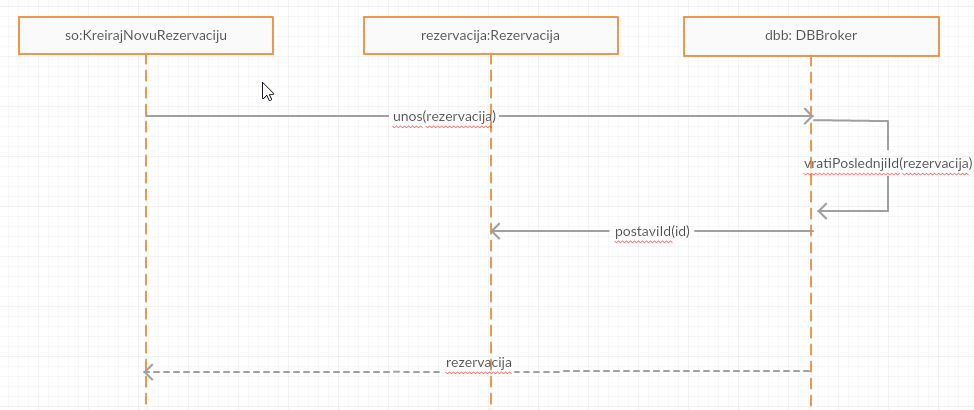 so:KreirajNovuRezervaciju
rezervacija:Rezervacija
dbb: DBBroker
unos(rezervacija)
vratiPoslednjiId(rezervacija)
postaviId(id)
rezervacija